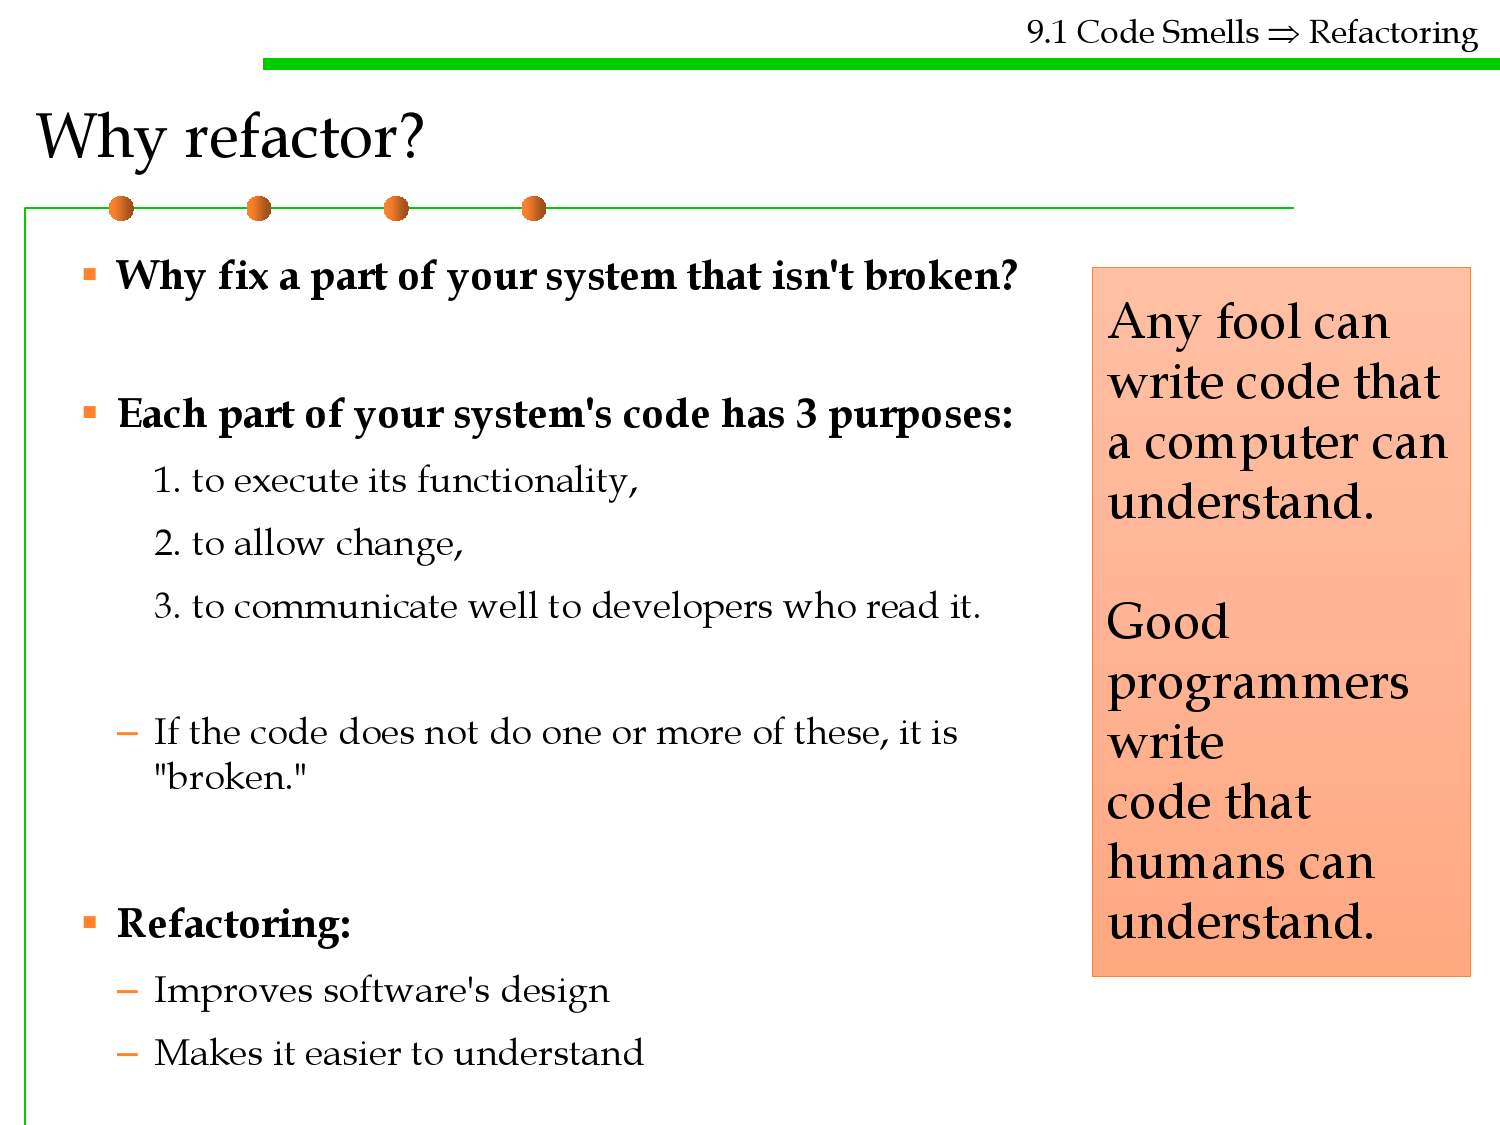 9.1 Code Smells ⇒ Refactoring
Why refactor?
▪ Why fix a part of your system that isn't broken?
▪ Each part of your system's code has 3 purposes:
1. to execute its functionality,
2. to allow change,
3. to communicate well to developers who read it.
– If the code does not do one or more of these, it is
"broken."
▪ Refactoring:
– Improves software's design
– Makes it easier to understand
Any fool can
write code that
a computer can
understand.
Good
programmers
write
code that
humans can
understand.